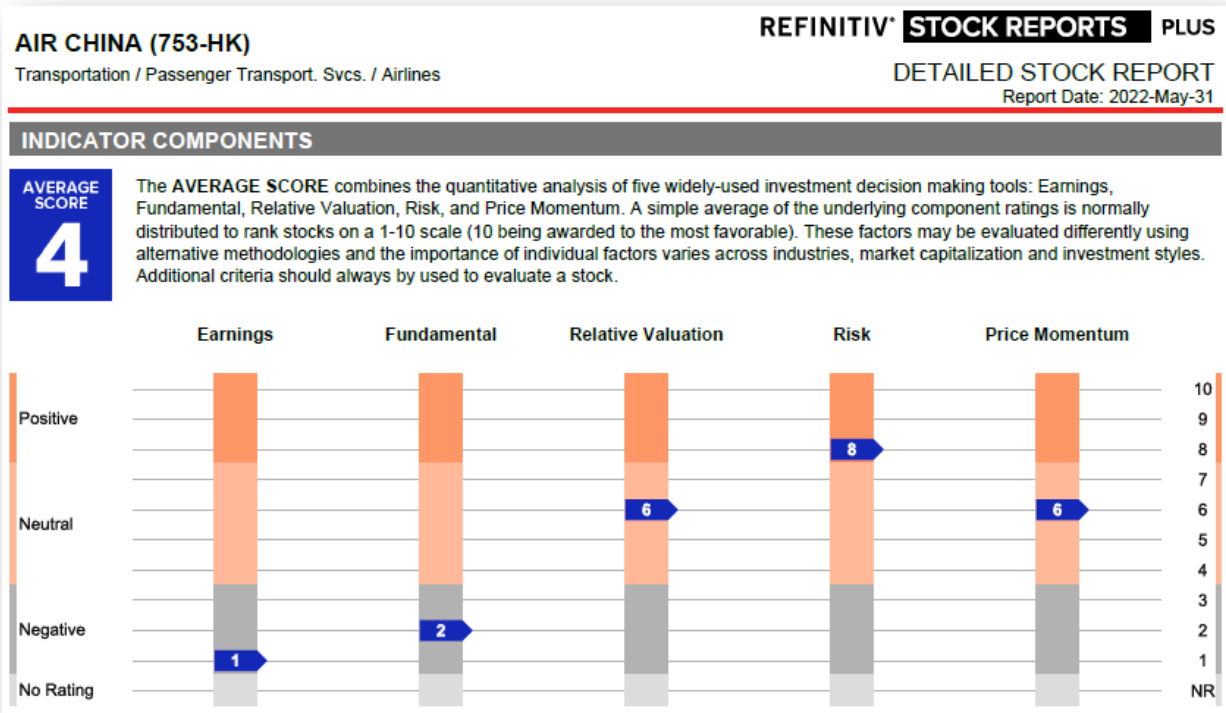 AIR CHINA (753-HK)
REFINITIV® STOCK REPORTS PLUS
Transportation / Passenger Transport. Svcs. / Airlines
DETAILED STOCK REPORT
Report Date: 2022-May-31
INDICATOR COMPONENTS
AVERAGE
SCORE
4
The AVERAGE SCORE combines the quantitative analysis of five widely-used investment decision making tools: Earnings,
Fundamental, Relative Valuation, Risk, and Price Momentum. A simple average of the underlying component ratings is normally
distributed to rank stocks on a 1-10 scale (10 being awarded to the most favorable). These factors may be evaluated differently using
alternative methodologies and the importance of individual factors varies across industries, market capitalization and investment styles.
Additional criteria should always by used to evaluate a stock.
Earnings Fundamental Relative Valuation Risk Price Momentum
10
Positive 9
8 8
7
6 6 6
Neutral
5
4
3
Negative 2 2
1 1
No Rating NR